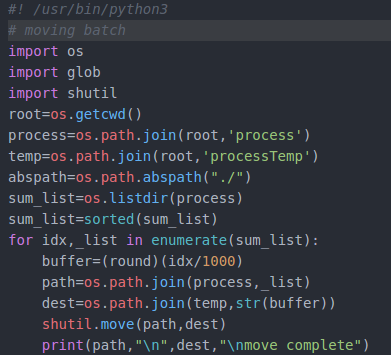 #! /usr/bin/python3
# moving batch
import os
import glob
import shutil
root=os.getcwd()
process=os.path.join(root,'process')
temp=os.path.join(root,'processTemp')
abspath=os.path.abspath("./")
sum_list=os.listdir(process)
sum_list=sorted(sum_list)
for idx,_list in enumerate(sum_list):
    buffer=(round)(idx/1000)
    path=os.path.join(process,_list)
    dest=os.path.join(temp,str(buffer))
    shutil.move(path,dest)
    print(path,"\n",dest,"\nmove complete")